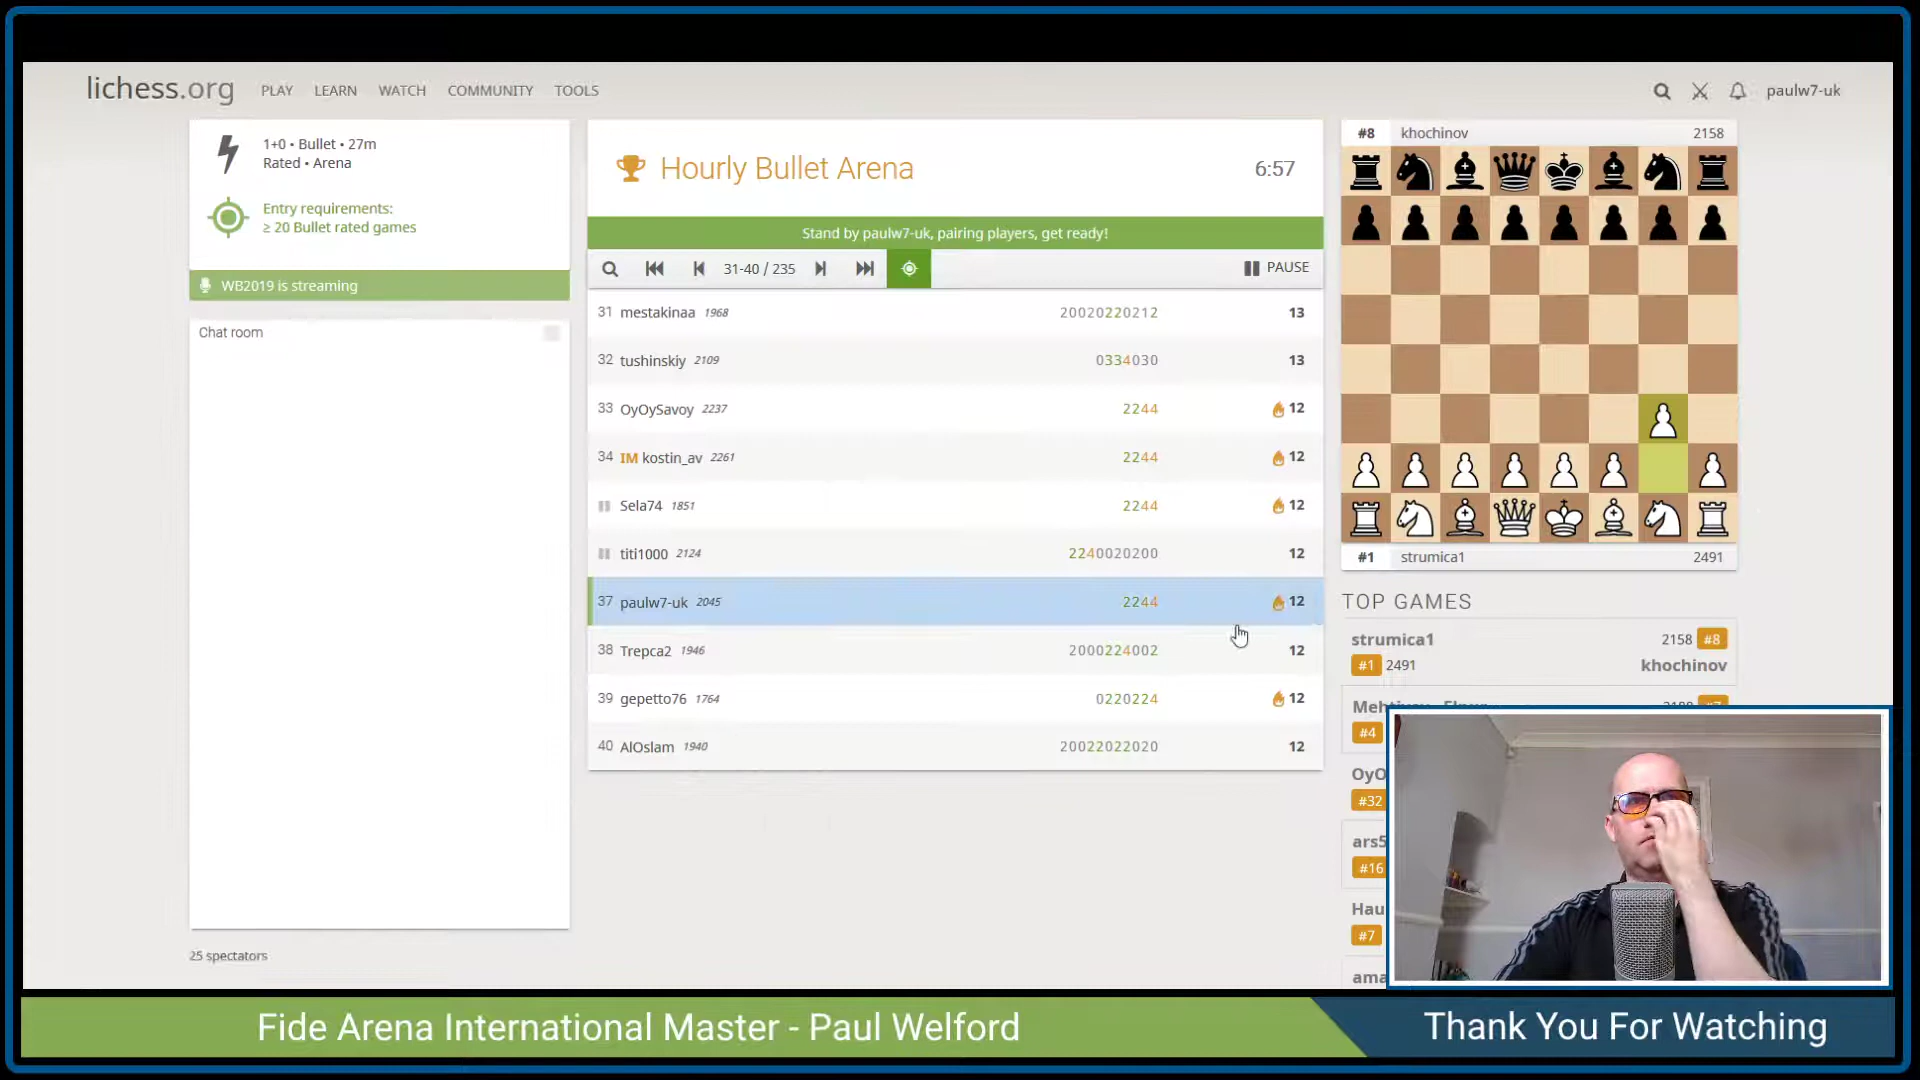 lichess.org PLAY LEARN WATCH COMMUNITY TOOLS paulw7-uk
1+0 • Bullet • 27m
Rated • Arena
Entry requirements:
≥ 20 Bullet rated games
WB2019 is streaming
Chat room
25 spectators
Hourly Bullet Arena 6:57
Stand by paulw7-uk, pairing players, get ready!
31-40 / 235 PAUSE
31 mestakinaa 1968 20020220212 13
32 tushinskiy 2109 0334030 13
33 OyOySavoy 2237 2244 12
34 IM kostin_av 2261 2244 12
Sela74 1851 2244 12
titi1000 2124 2240020200 12
37 paulw7-uk 2045 2244 12
38 Trepca2 1946 2000224002 12
39 gepetto76 1764 0220224 12
40 AlOslam 1940 20022022020 12
#8 khochinov 2158
#1 strumica1 2491
TOP GAMES
strumica1 2158 #8
#1 2491 khochinov
#4
OyO
#32
ars5
#16
Hau
#7
ama
Fide Arena International Master - Paul Welford
Thank You For Watching